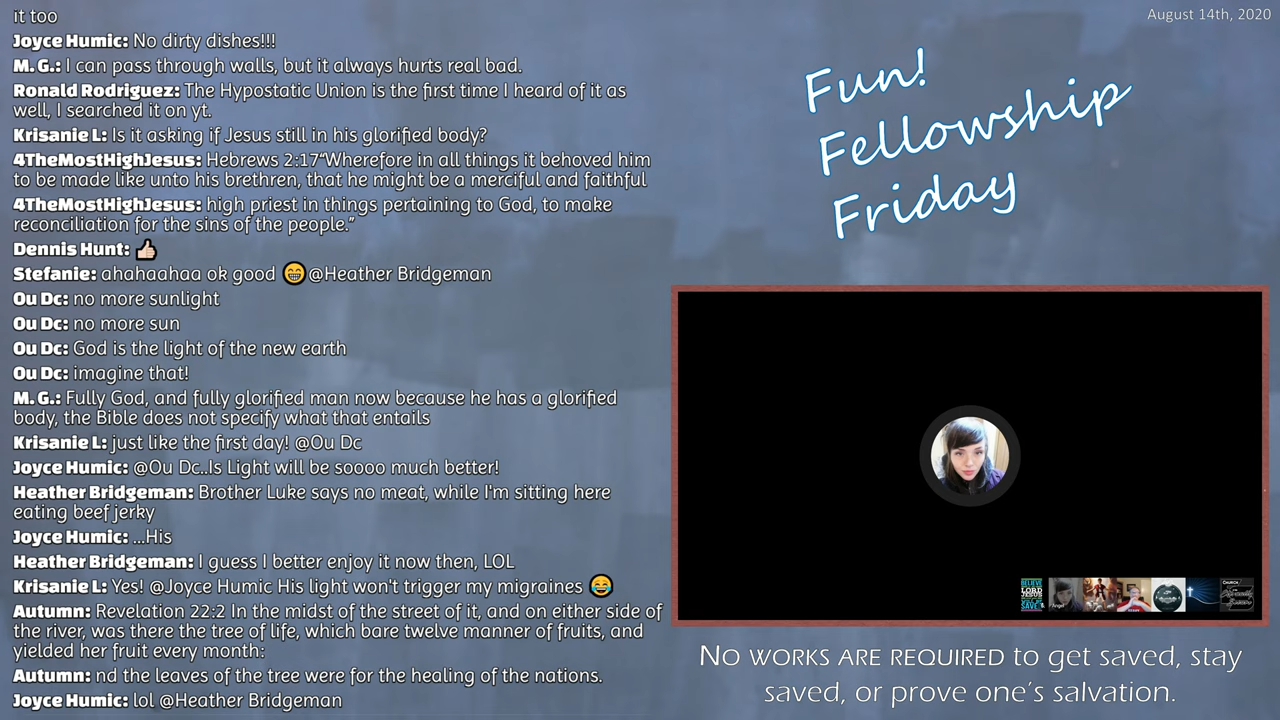 it too
Joyce Humic: No dirty dishes!!!
M. G.: I can pass through walls, but it always hurts real bad.
Ronald Rodriguez: The Hypostatic Union is the first time I heard of it as
well, I searched it on yt.
Krisanie L: Is it asking if Jesus still in his glorified body?
4TheMostHighJesus: Hebrews 2:17“Wherefore in all things it behoved him
to be made like unto his brethren, that he might be a merciful and faithful
4TheMostHighJesus: high priest in things pertaining to God, to make
reconciliation for the sins of the people.”
Dennis Hunt: 👍🏻
Stefanie: ahahaahaa ok good 😁@Heather Bridgeman
Ou Dc: no more sunlight
Ou Dc: no more sun
Ou Dc: God is the light of the new earth
Ou Dc: imagine that!
M. G.: Fully God, and fully glorified man now because he has a glorified
body, the Bible does not specify what that entails
Krisanie L: just like the first day! @Ou Dc
Joyce Humic: @Ou Dc..Is Light will be soooo much better!
Heather Bridgeman: Brother Luke says no meat, while I'm sitting here
eating beef jerky
Joyce Humic: ...His
Heather Bridgeman: I guess I better enjoy it now then, LOL
Krisanie L: Yes! @Joyce Humic His light won't trigger my migraines 😂
Autumn: Revelation 22:2 In the midst of the street of it, and on either side of
the river, was there the tree of life, which bare twelve manner of fruits, and
yielded her fruit every month:
Autumn: nd the leaves of the tree were for the healing of the nations.
Joyce Humic: lol @Heather Bridgeman
August 14th, 2020
Fun!
Fellowship
Friday
BELIEVE
LORD
JESUS
SAVE
CHURCH
No works are required to get saved, stay
saved, or prove one’s salvation.